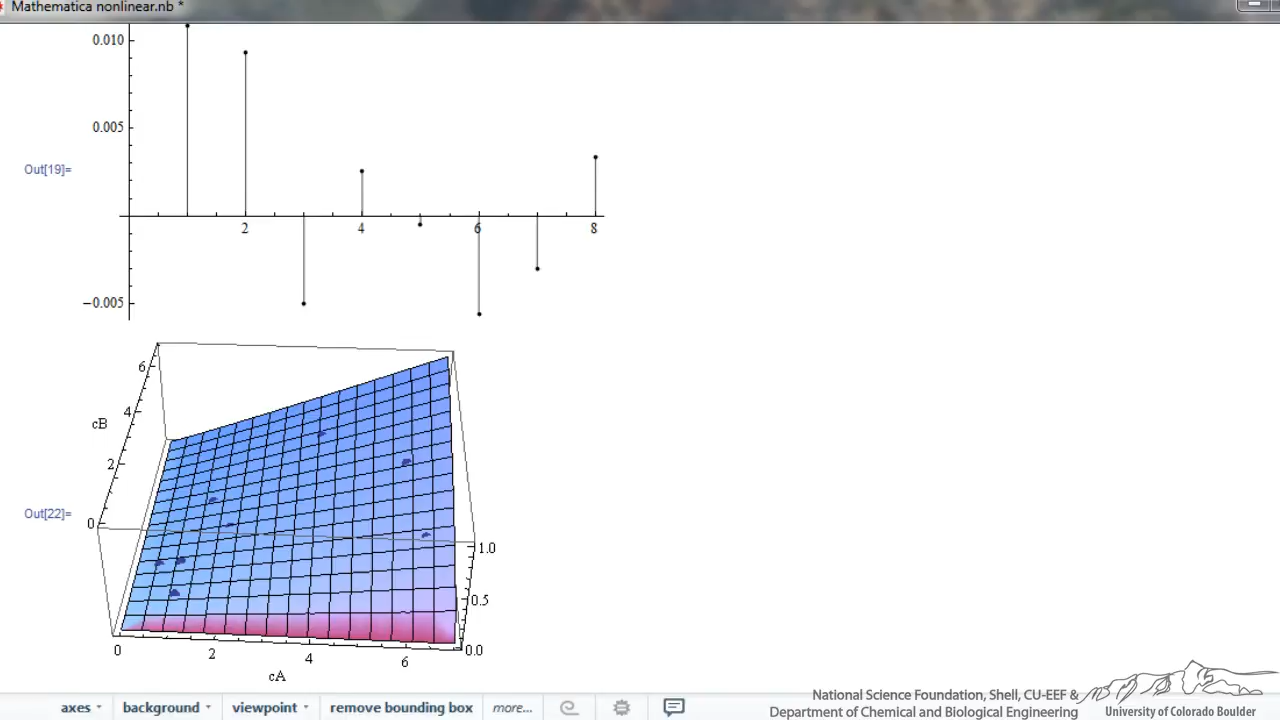 Mathematica nonlinear.nb *
0.010
0.005
Out[19]=
2 4 6 8
−0.005
6
4
cB
2
Out[22]=
0
1.0
0.5
0.0
0 2 4 6
cA
National Science Foundation, Shell, CU-EEF &
Department of Chemical and Biological Engineering
University of Colorado Boulder
axes background viewpoint remove bounding box more...